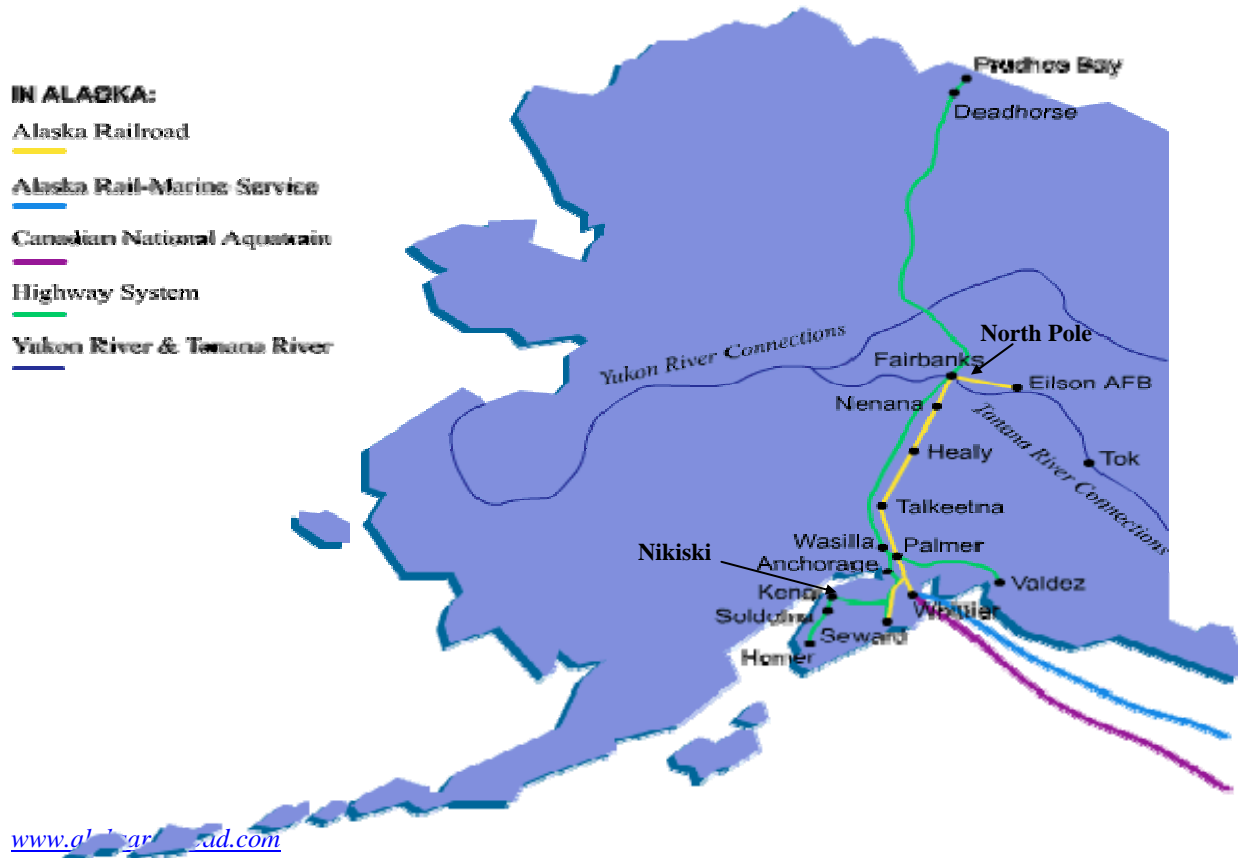 IN ALASKA:
Alaska Railroad
Alaska Rail-Marine Service
Canadian National Aquatrain
Highway System
Yukon River & Tanana River
Prudhoe Bay
Deadhorse
Yukon River Connections
North Pole
Fairbanks
Eilson AFB
Nenana
Tanana River Connections
Healy
Tok
Talkeetna
Wasilla
Palmer
Nikiski
Anchorage
Valdez
Kenai
Whittier
Soldotna
Seward
Homer